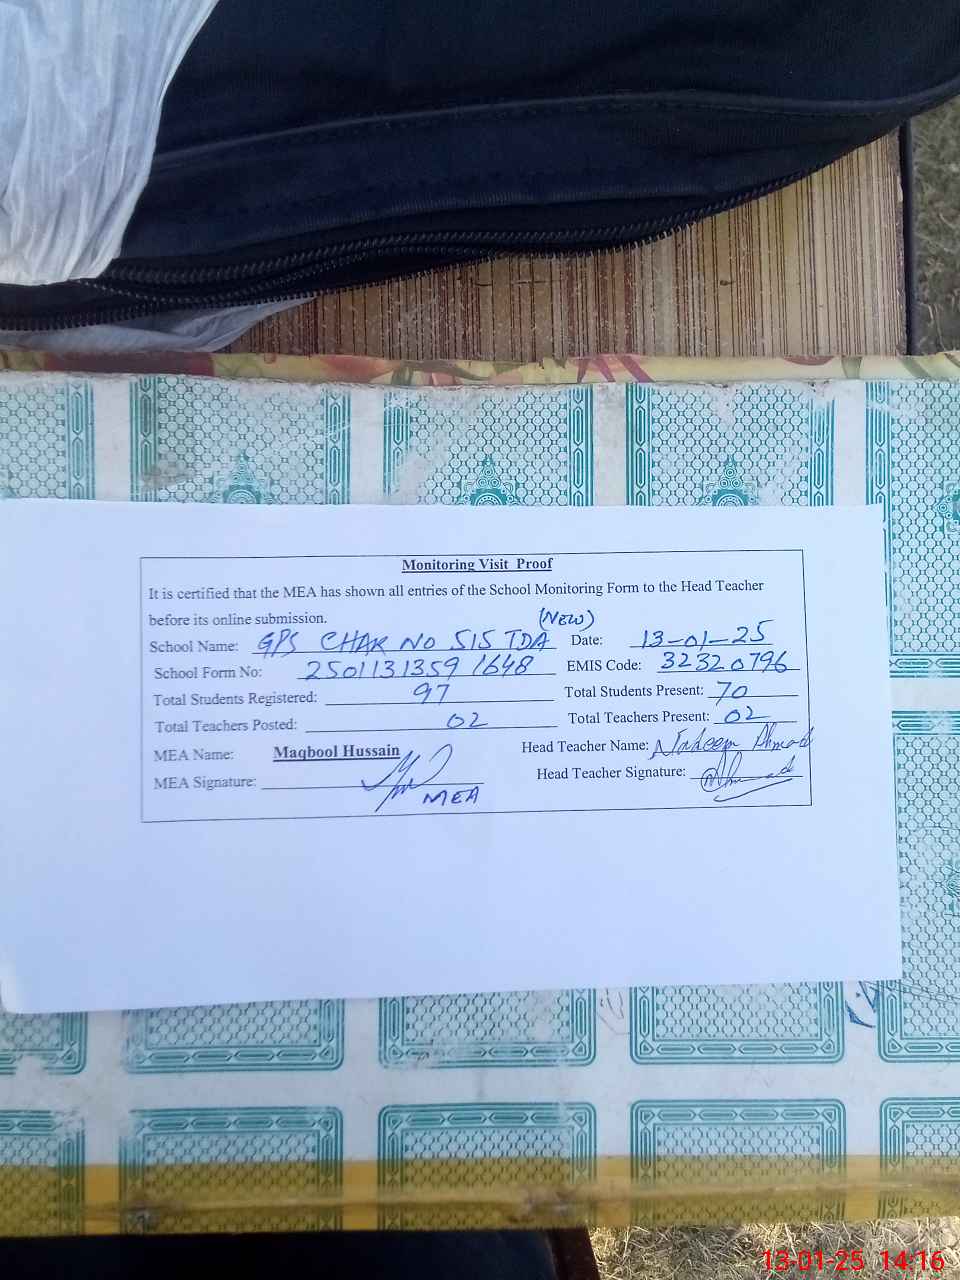 Monitoring Visit Proof
It is certified that the MEA has shown all entries of the School Monitoring Form to the Head Teacher
before its online submission.
(NEW)
School Name: GPS CHAK NO 515 TDA Date: 13-01-25
School Form No: 25011313591648 EMIS Code: 32320796
Total Students Registered: 97 Total Students Present: 70
Total Teachers Posted: 02 Total Teachers Present: 02
MEA Name: Maqbool Hussain Head Teacher Name: Naheem Ahmad
MEA Signature: MEA Head Teacher Signature: Ahmad
13-01-25 14:16